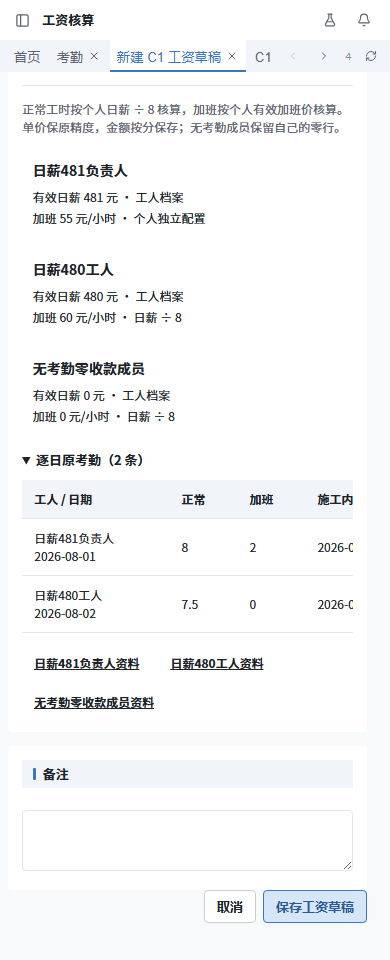 工资核算
首页 考勤 新建 C1 工资草稿 C1 4
正常工时按个人日薪 ÷ 8 核算，加班按个人有效加班价核算。
单价保原精度，金额按分保存；无考勤成员保留自己的零行。
日薪481负责人
有效日薪 481 元 · 工人档案
加班 55 元/小时 · 个人独立配置
日薪480工人
有效日薪 480 元 · 工人档案
加班 60 元/小时 · 日薪 ÷ 8
无考勤零收款成员
有效日薪 0 元 · 工人档案
加班 0 元/小时 · 日薪 ÷ 8
逐日原考勤（2 条）
工人 / 日期 正常 加班 施工内
日薪481负责人
2026-08-01
8 2 2026-0
日薪480工人
2026-08-02
7.5 0 2026-0
日薪481负责人资料 日薪480工人资料
无考勤零收款成员资料
备注
取消 保存工资草稿